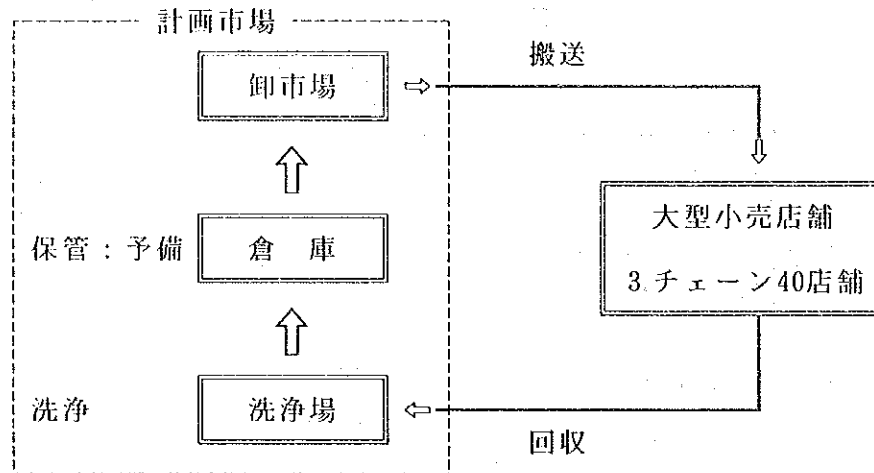 計画市場
卸市場
搬送
大型小売店舗
3チェーン40店舗
保管：予備
倉　庫
洗浄
洗浄場
回収